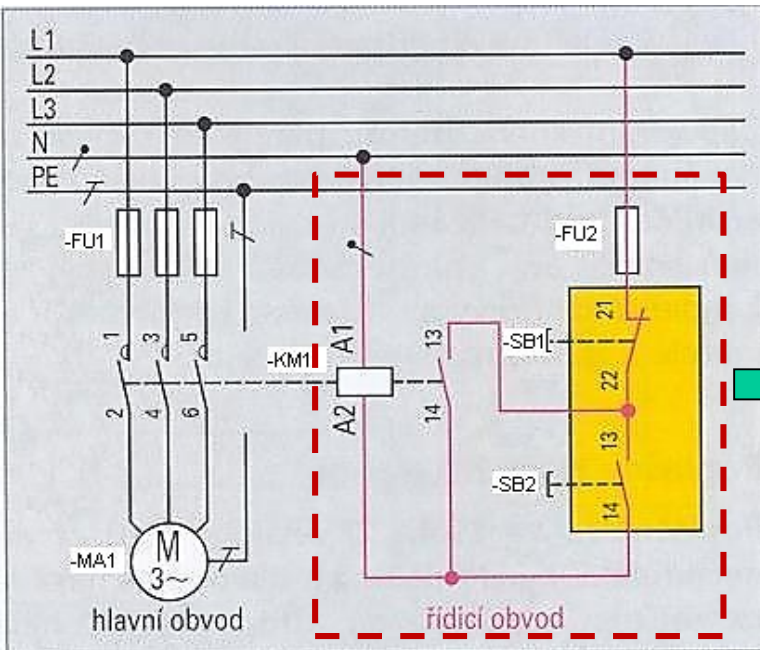 L1
L2
L3
N
PE
-FU1
-FU2
1 3 5
2 4 6
-KM1
A1
A2
13
14
21
-SB1
22
13
-SB2
14
-MA1
M
3~
hlavní obvod
řídicí obvod